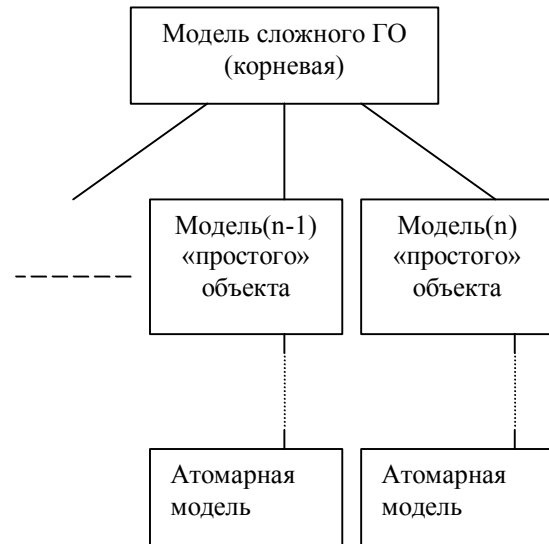 Модель сложного ГО
(корневая)
Модель(n-1)
«простого»
объекта
Модель(n)
«простого»
объекта
Атомарная
модель
Атомарная
модель